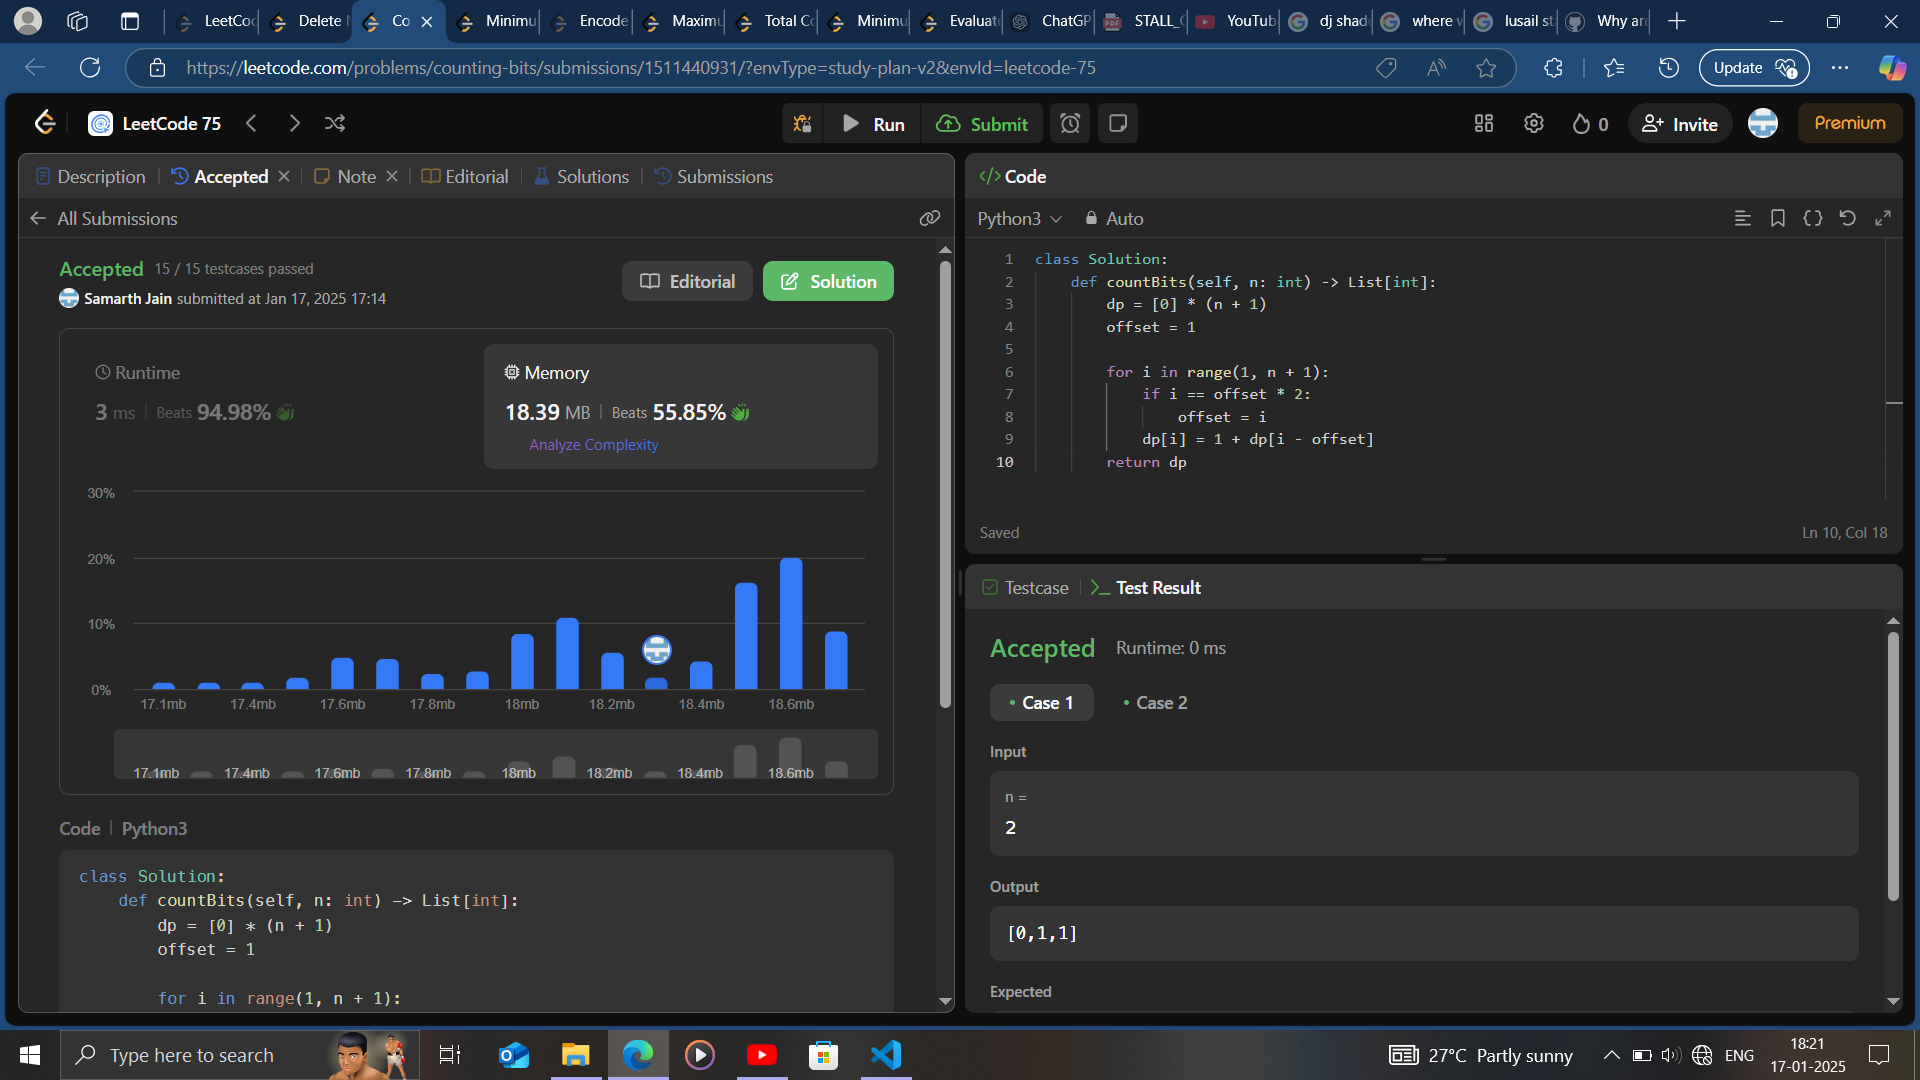 LeetCo
Delete
Co
Minimu
Encode
Maximu
Total Co
Minimu
Evaluat
ChatGP
STALL_
YouTub
dj shad
where w
lusail st
Why are
https://leetcode.com/problems/counting-bits/submissions/1511440931/?envType=study-plan-v2&envId=leetcode-75
Update
LeetCode 75
Run
Submit
0
Invite
Premium
Description
Accepted
Note
Editorial
Solutions
Submissions
All Submissions
Accepted 15 / 15 testcases passed
Samarth Jain submitted at Jan 17, 2025 17:14
Editorial
Solution
Runtime
3 ms | Beats 94.98%
Memory
18.39 MB | Beats 55.85%
Analyze Complexity
30%
20%
10%
0%
17.1mb 17.4mb 17.6mb 17.8mb 18mb 18.2mb 18.4mb 18.6mb
17.1mb 17.4mb 17.6mb 17.8mb 18mb 18.2mb 18.4mb 18.6mb
Code | Python3
class Solution:
def countBits(self, n: int) -> List[int]:
dp = [0] * (n + 1)
offset = 1
for i in range(1, n + 1):
</> Code
Python3
Auto
1 class Solution:
2 def countBits(self, n: int) -> List[int]:
3 dp = [0] * (n + 1)
4 offset = 1
5
6 for i in range(1, n + 1):
7 if i == offset * 2:
8 offset = i
9 dp[i] = 1 + dp[i - offset]
10 return dp
Saved
Ln 10, Col 18
Testcase
Test Result
Accepted Runtime: 0 ms
• Case 1
• Case 2
Input
n =
2
Output
[0,1,1]
Expected
Type here to search
27°C Partly sunny
ENG
18:21
17-01-2025